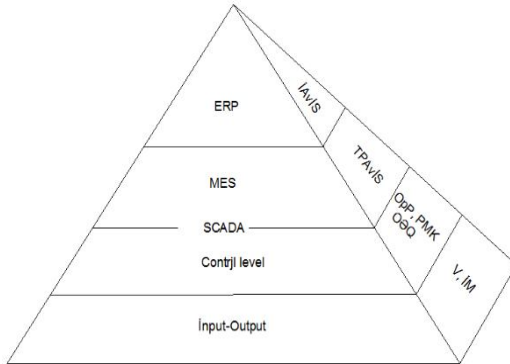 ERP
İAvİS
MES
TPAvİS
SCADA
OpP, PMK
OƏQ
Contrjl level
V, İM
İnput-Output